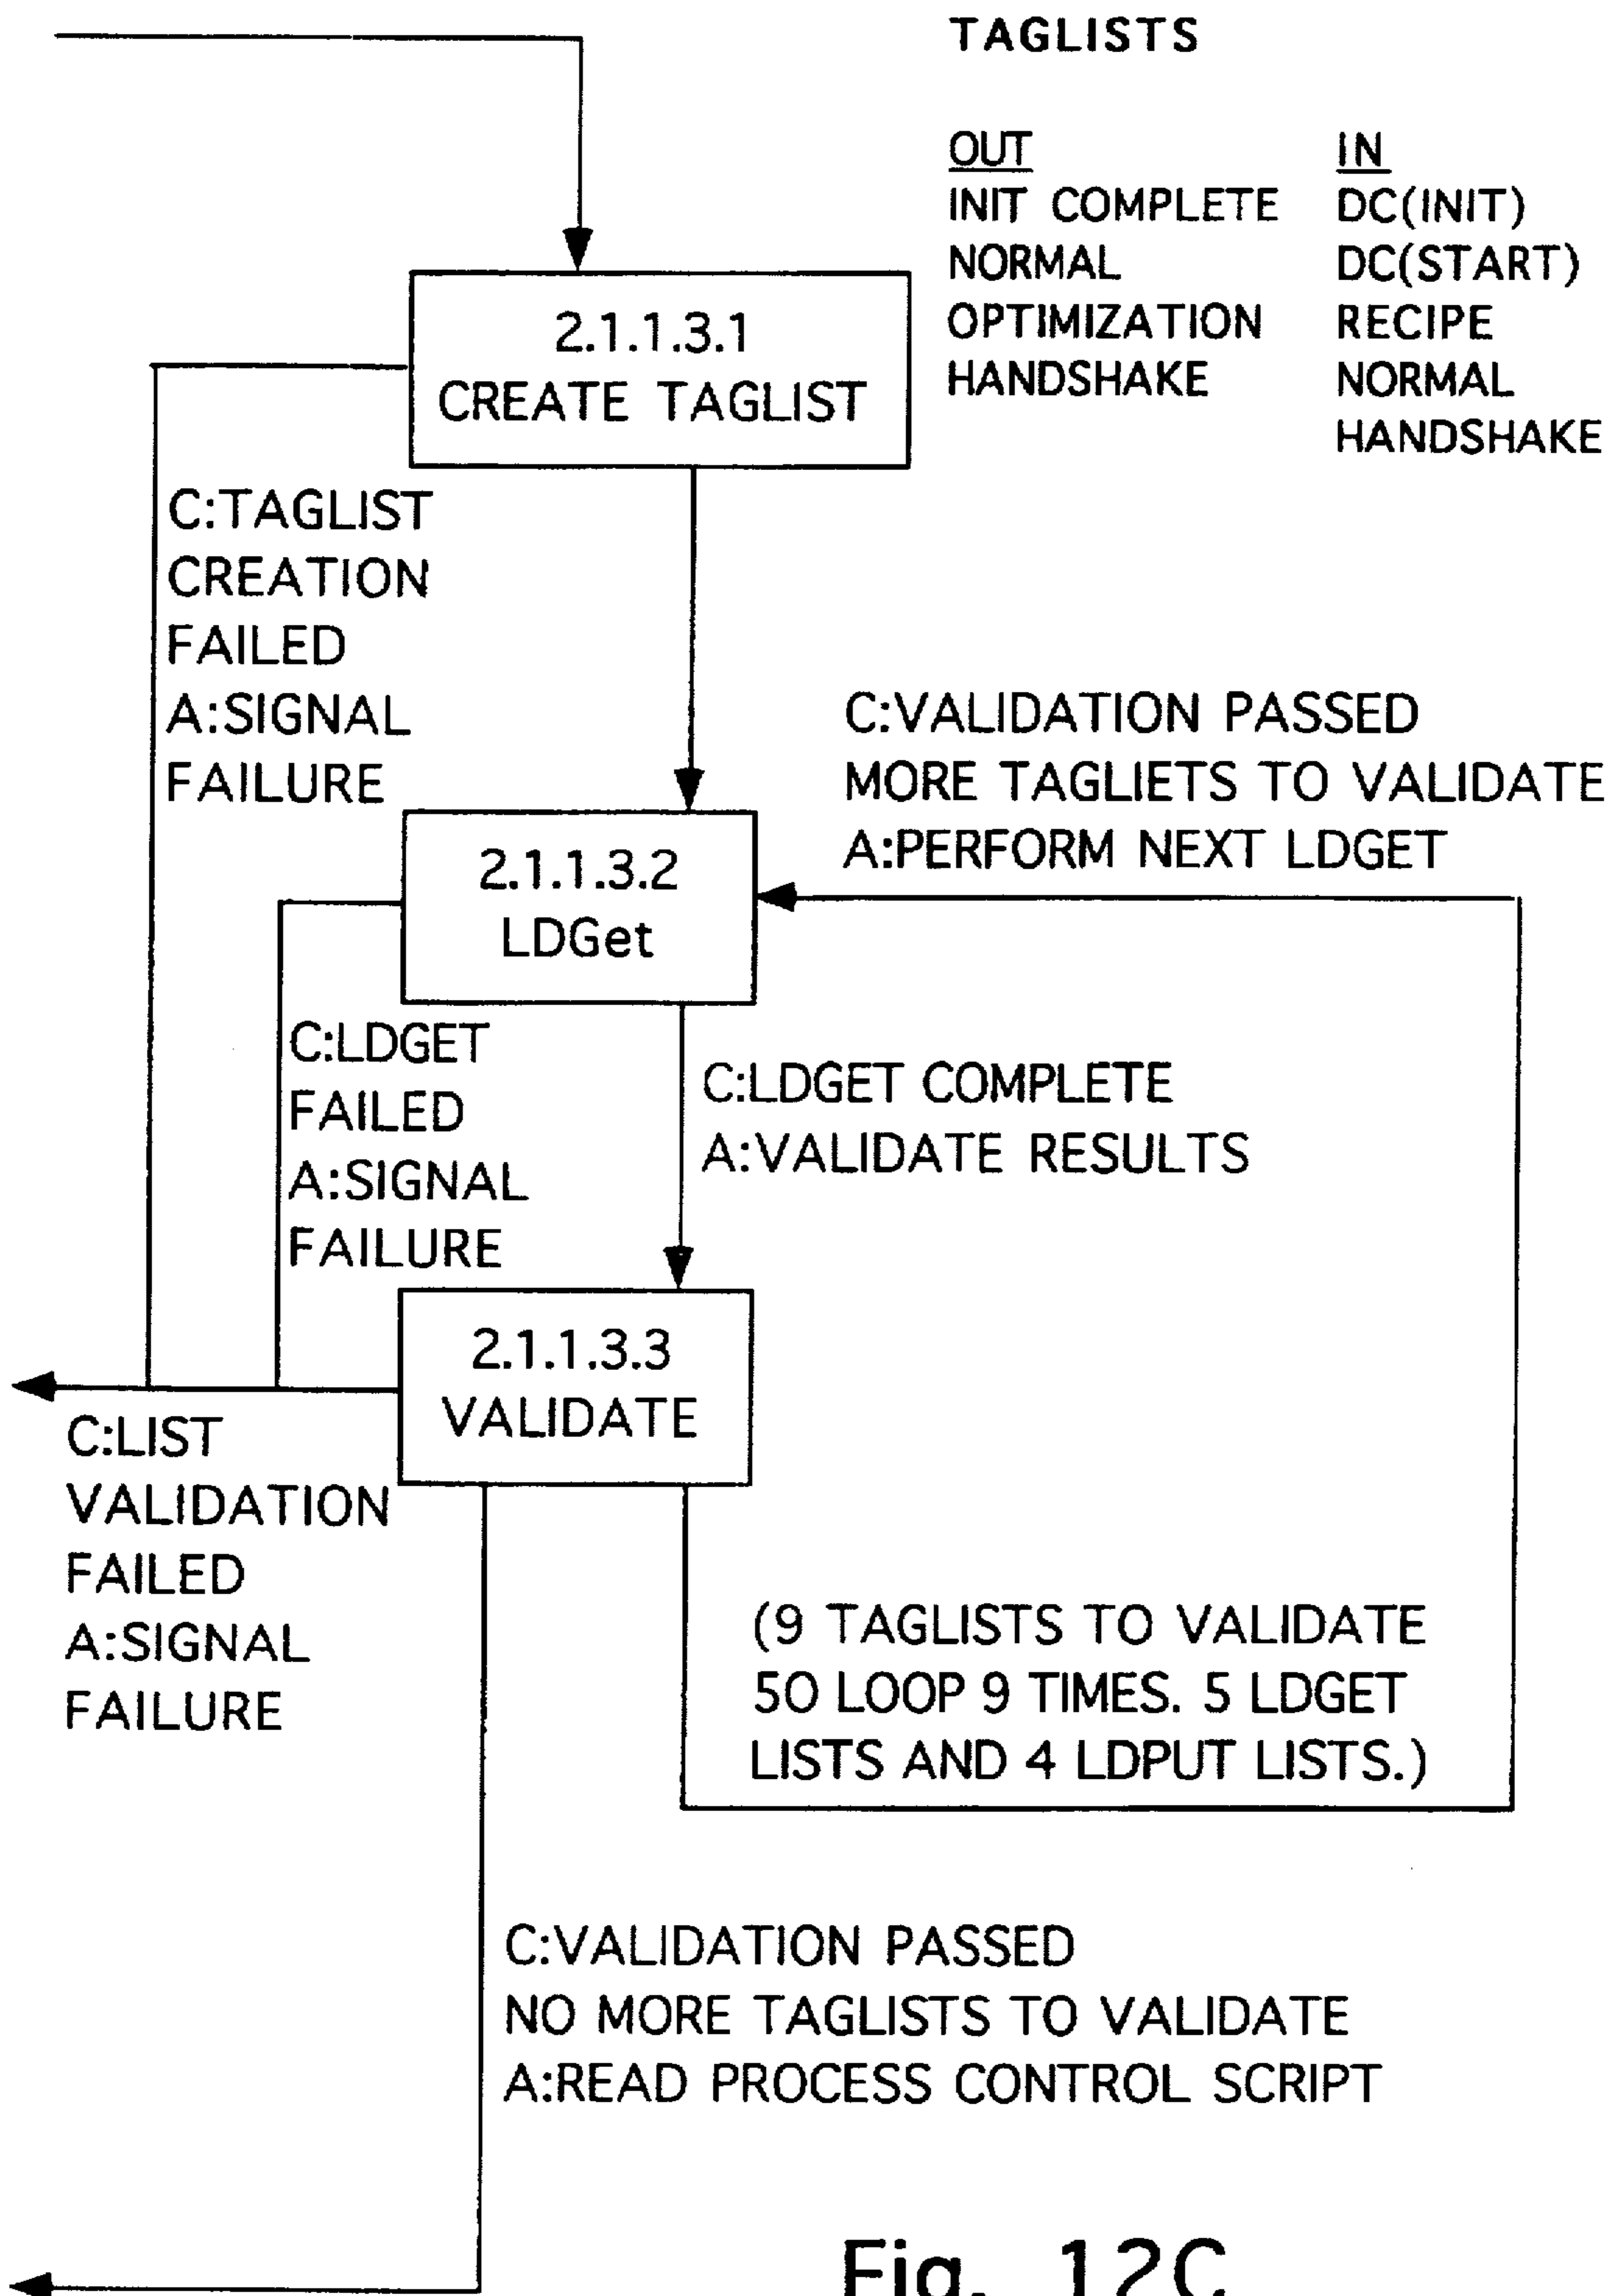 TAGLISTS
OUT IN
INIT COMPLETE DC(INIT)
NORMAL DC(START)
OPTIMIZATION RECIPE
HANDSHAKE NORMAL
HANDSHAKE
2.1.1.3.1
CREATE TAGLIST
C:TAGLIST
CREATION
FAILED
A:SIGNAL
FAILURE
C:VALIDATION PASSED
MORE TAGLIETS TO VALIDATE
A:PERFORM NEXT LDGET
2.1.1.3.2
LDGet
C:LDGET
FAILED
A:SIGNAL
FAILURE
C:LDGET COMPLETE
A:VALIDATE RESULTS
2.1.1.3.3
VALIDATE
C:LIST
VALIDATION
FAILED
A:SIGNAL
FAILURE
(9 TAGLISTS TO VALIDATE
50 LOOP 9 TIMES. 5 LDGET
LISTS AND 4 LDPUT LISTS.)
C:VALIDATION PASSED
NO MORE TAGLISTS TO VALIDATE
A:READ PROCESS CONTROL SCRIPT
Fig. 12C